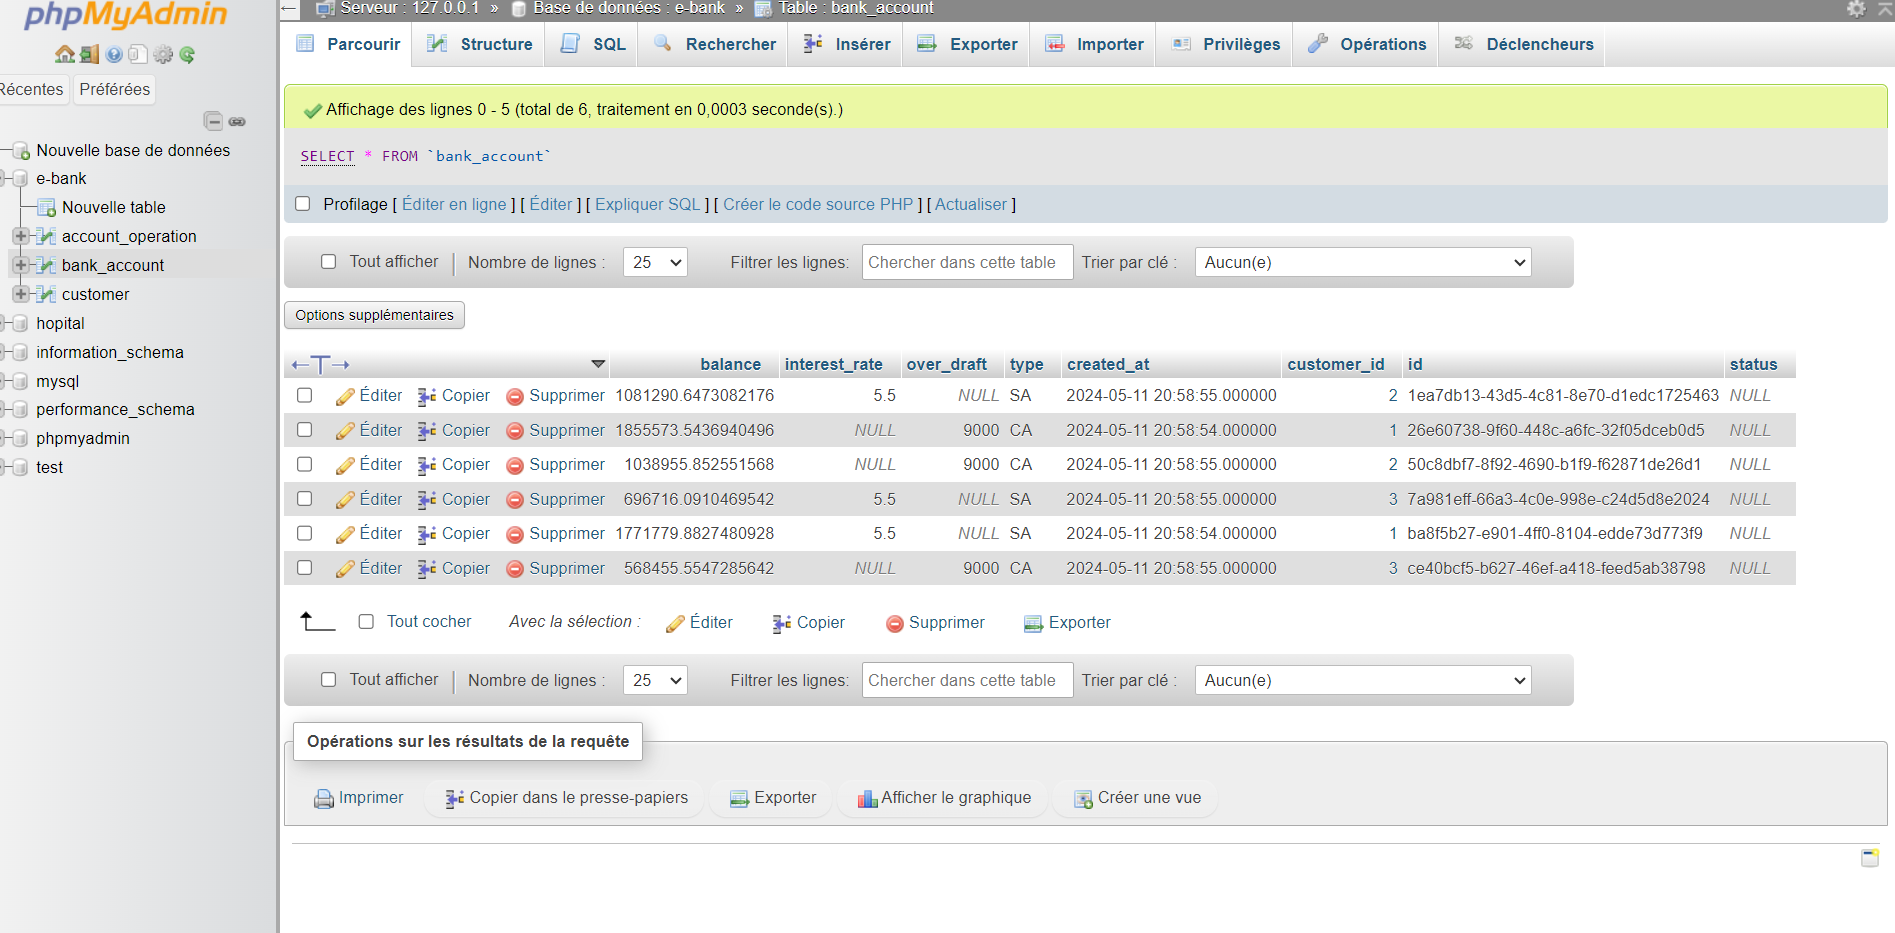 phpMyAdmin
Récentes Préférées
Nouvelle base de données
e-bank
Nouvelle table
account_operation
bank_account
customer
hopital
information_schema
mysql
performance_schema
phpmyadmin
test
Serveur : 127.0.0.1 » Base de données : e-bank » Table : bank_account
Parcourir Structure SQL Rechercher Insérer Exporter Importer Privilèges Opérations Déclencheurs
Affichage des lignes 0 - 5 (total de 6, traitement en 0,0003 seconde(s).)
SELECT * FROM `bank_account`
Profilage [ Éditer en ligne ] [ Éditer ] [ Expliquer SQL ] [ Créer le code source PHP ] [ Actualiser ]
Tout afficher Nombre de lignes : 25 Filtrer les lignes: Chercher dans cette table Trier par clé : Aucun(e)
Options supplémentaires
←T→ balance interest_rate over_draft type created_at customer_id id status
Éditer Copier Supprimer 1081290.6473082176 5.5 NULL SA 2024-05-11 20:58:55.000000 2 1ea7db13-43d5-4c81-8e70-d1edc1725463 NULL
Éditer Copier Supprimer 1855573.5436940496 NULL 9000 CA 2024-05-11 20:58:54.000000 1 26e60738-9f60-448c-a6fc-32f05dceb0d5 NULL
Éditer Copier Supprimer 1038955.852551568 NULL 9000 CA 2024-05-11 20:58:55.000000 2 50c8dbf7-8f92-4690-b1f9-f62871de26d1 NULL
Éditer Copier Supprimer 696716.0910469542 5.5 NULL SA 2024-05-11 20:58:55.000000 3 7a981eff-66a3-4c0e-998e-c24d5d8e2024 NULL
Éditer Copier Supprimer 1771779.8827480928 5.5 NULL SA 2024-05-11 20:58:54.000000 1 ba8f5b27-e901-4ff0-8104-edde73d773f9 NULL
Éditer Copier Supprimer 568455.5547285642 NULL 9000 CA 2024-05-11 20:58:55.000000 3 ce40bcf5-b627-46ef-a418-feed5ab38798 NULL
Tout cocher Avec la sélection : Éditer Copier Supprimer Exporter
Tout afficher Nombre de lignes : 25 Filtrer les lignes: Chercher dans cette table Trier par clé : Aucun(e)
Opérations sur les résultats de la requête
Imprimer Copier dans le presse-papiers Exporter Afficher le graphique Créer une vue